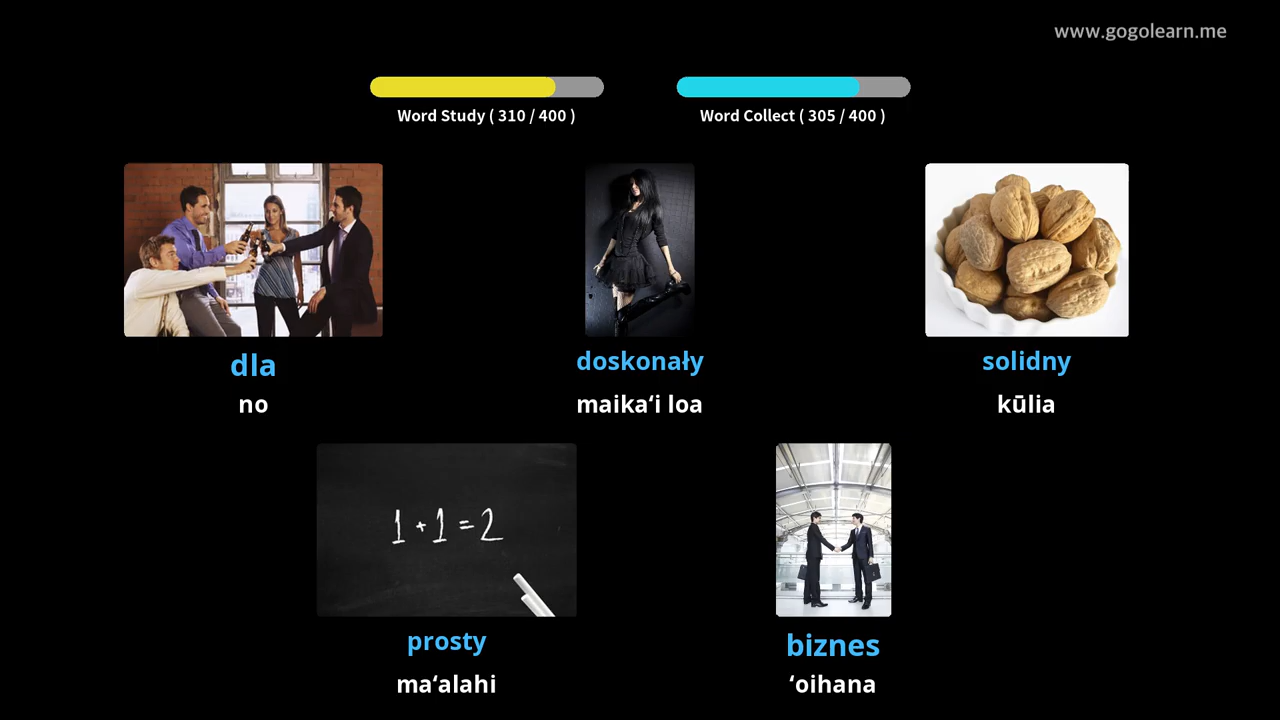 www.gogolearn.me
Word Study ( 310 / 400 )
Word Collect ( 305 / 400 )
dla
no
doskonały
maikaʻi loa
solidny
kūlia
1 + 1 = 2
prosty
maʻalahi
biznes
ʻoihana